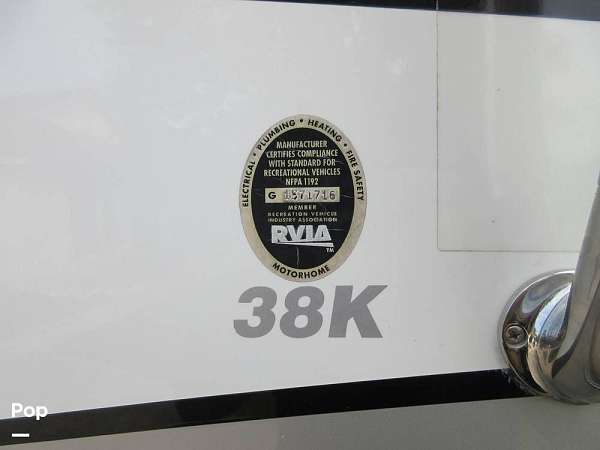 ELECTRICAL • PLUMBING • HEATING • FIRE SAFETY
MANUFACTURER
CERTIFIES COMPLIANCE
WITH STANDARD FOR
RECREATIONAL VEHICLES
NFPA 1192
G 1571716
MEMBER
RECREATION VEHICLE
INDUSTRY ASSOCIATION
RVIA
TM
MOTORHOME
38K
Pop